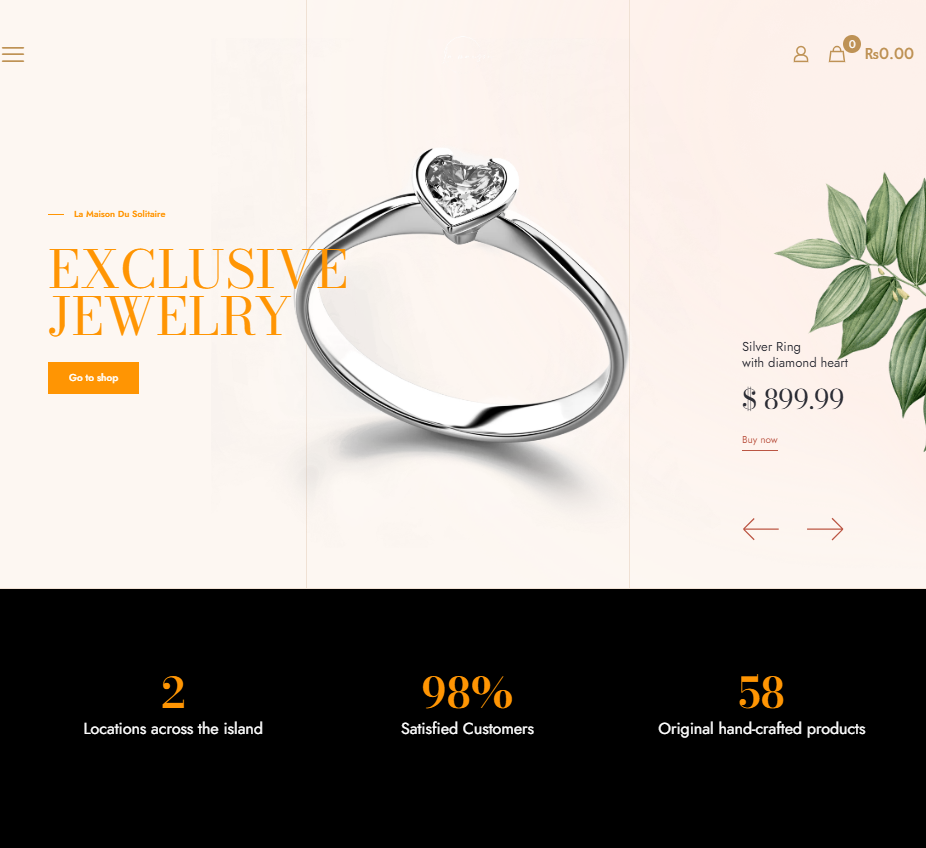 0
₨0.00
La Maison Du Solitaire
EXCLUSIVE
JEWELRY
Go to shop
Silver Ring
with diamond heart
$ 899.99
Buy now
2
Locations across the island
98%
Satisfied Customers
58
Original hand-crafted products